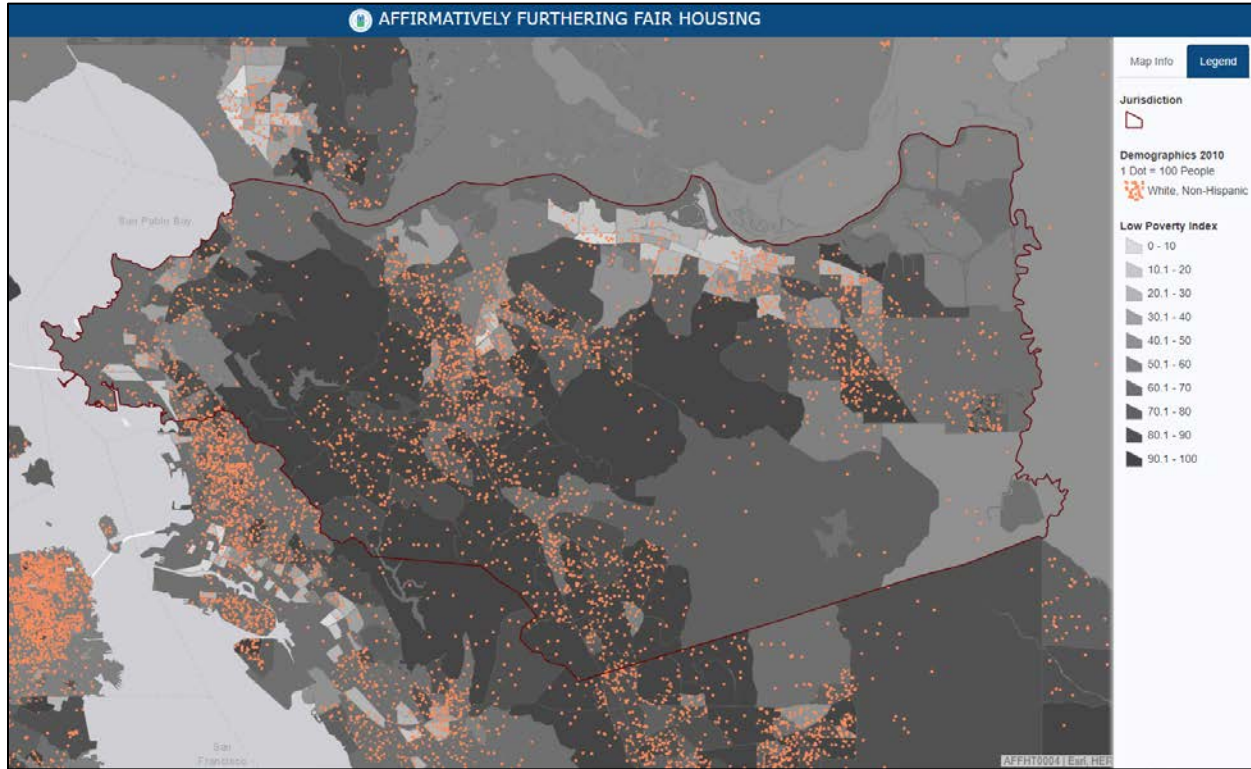 AFFIRMATIVELY FURTHERING FAIR HOUSING
Map Info
Legend
Jurisdiction
Demographics 2010
1 Dot = 100 People
White, Non-Hispanic
Low Poverty Index
0 - 10
10.1 - 20
20.1 - 30
30.1 - 40
40.1 - 50
50.1 - 60
60.1 - 70
70.1 - 80
80.1 - 90
90.1 - 100
San Pablo Bay
San
Francisco
AFFHT0004 | Esri, HER